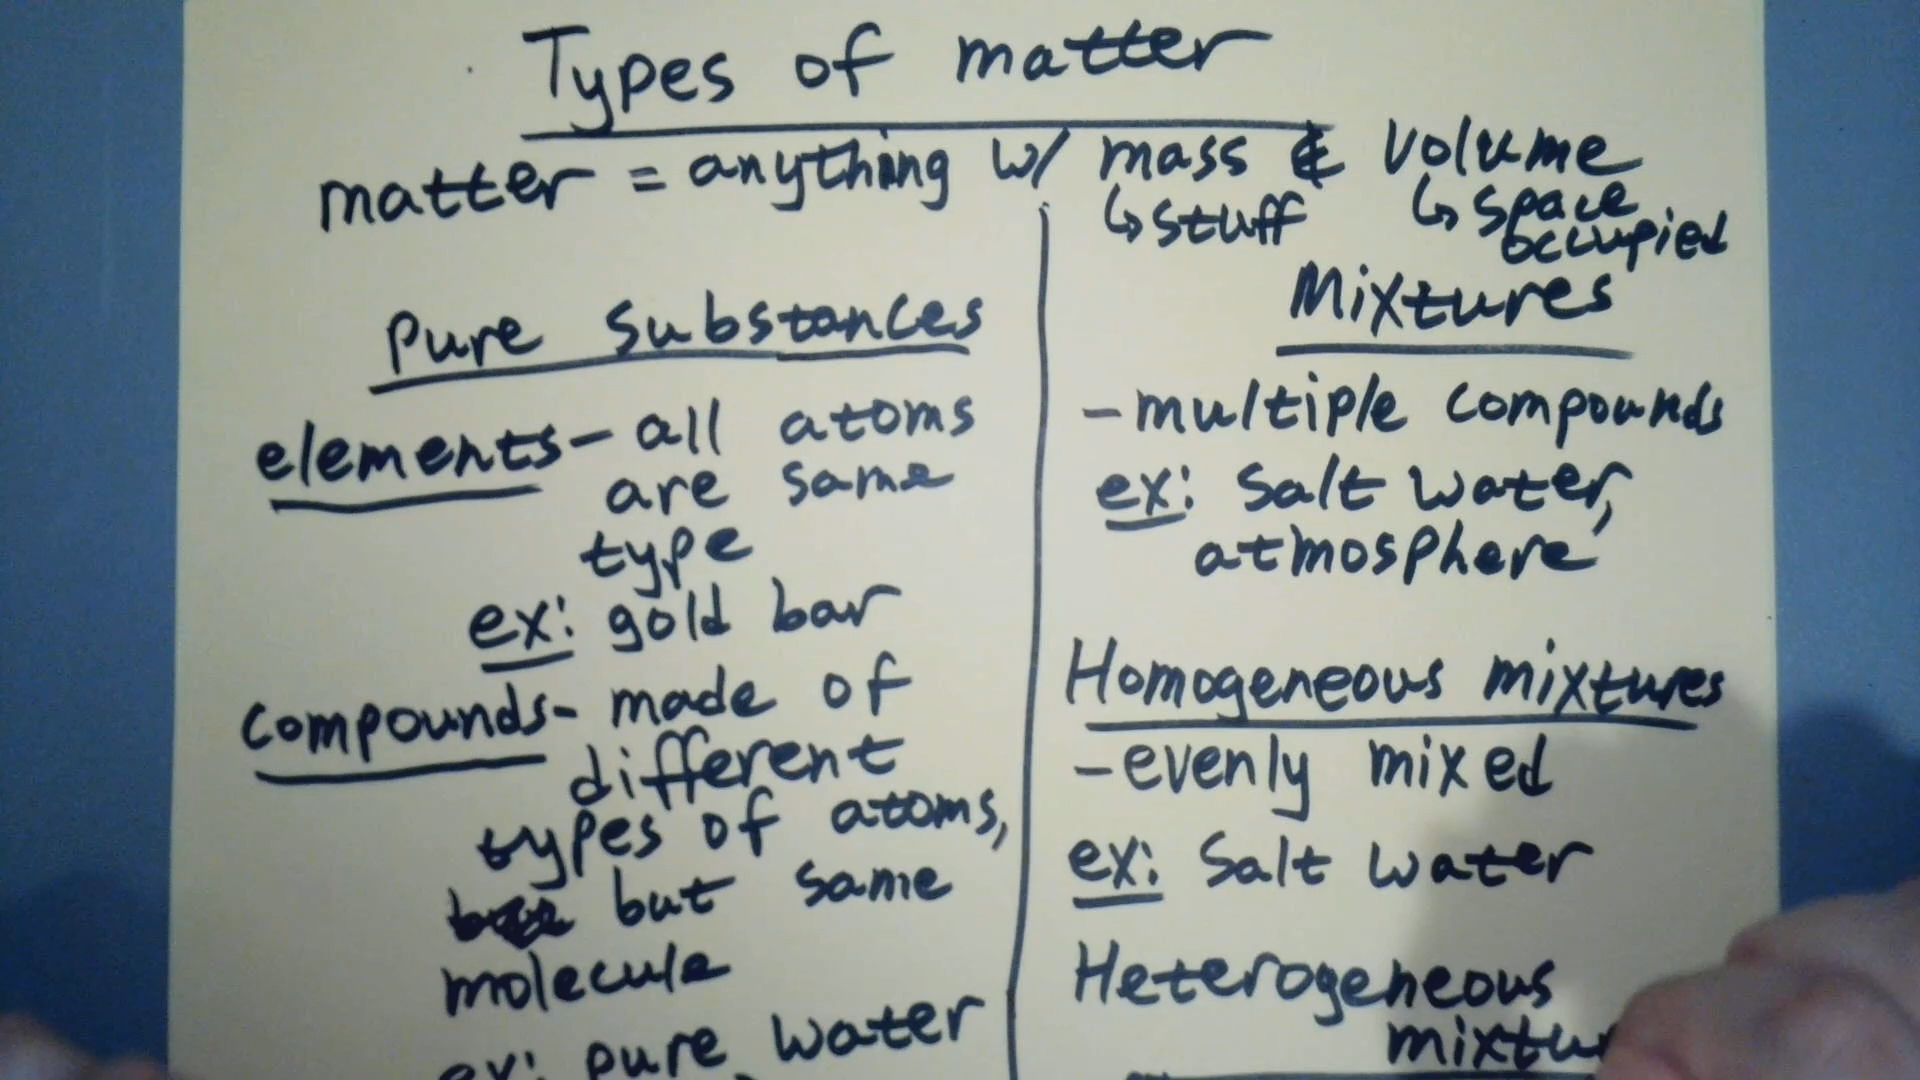 Types of matter
matter = anything w/ mass & volume
↳ stuff
↳ space
occupied
Pure Substances
elements - all atoms
are same
type
ex: gold bar
compounds - made of
different
types of atoms,
but same
molecule
ex: pure water
Mixtures
- multiple compounds
ex: Salt water,
atmosphere
Homogeneous mixtures
- evenly mixed
ex: Salt water
Heterogeneous